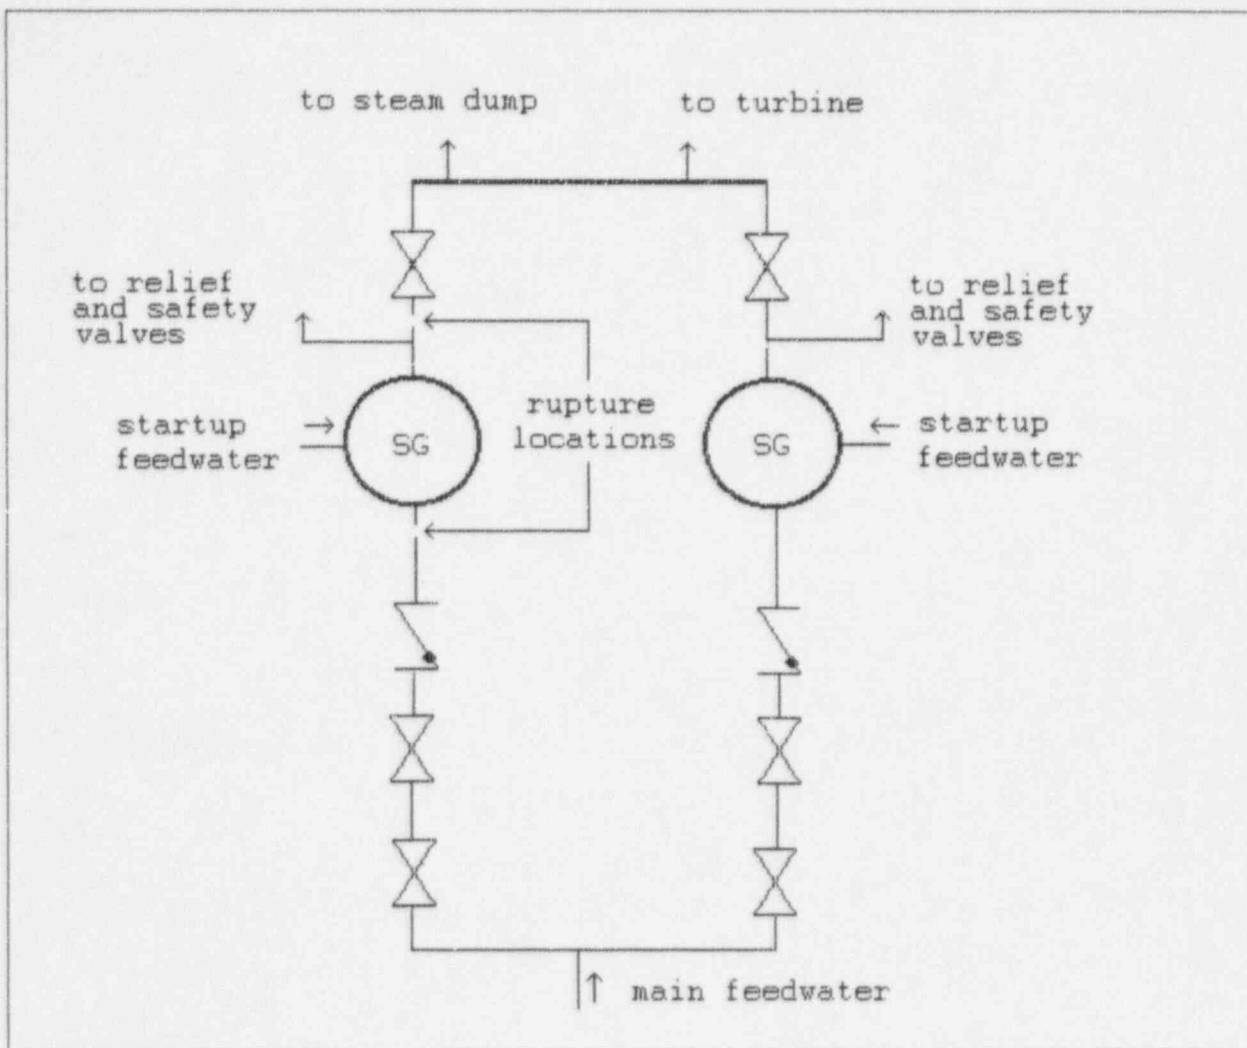 to steam dump
to turbine
to relief
and safety
valves
to relief
and safety
valves
rupture
locations
startup
feedwater
SG
SG
startup
feedwater
main feedwater